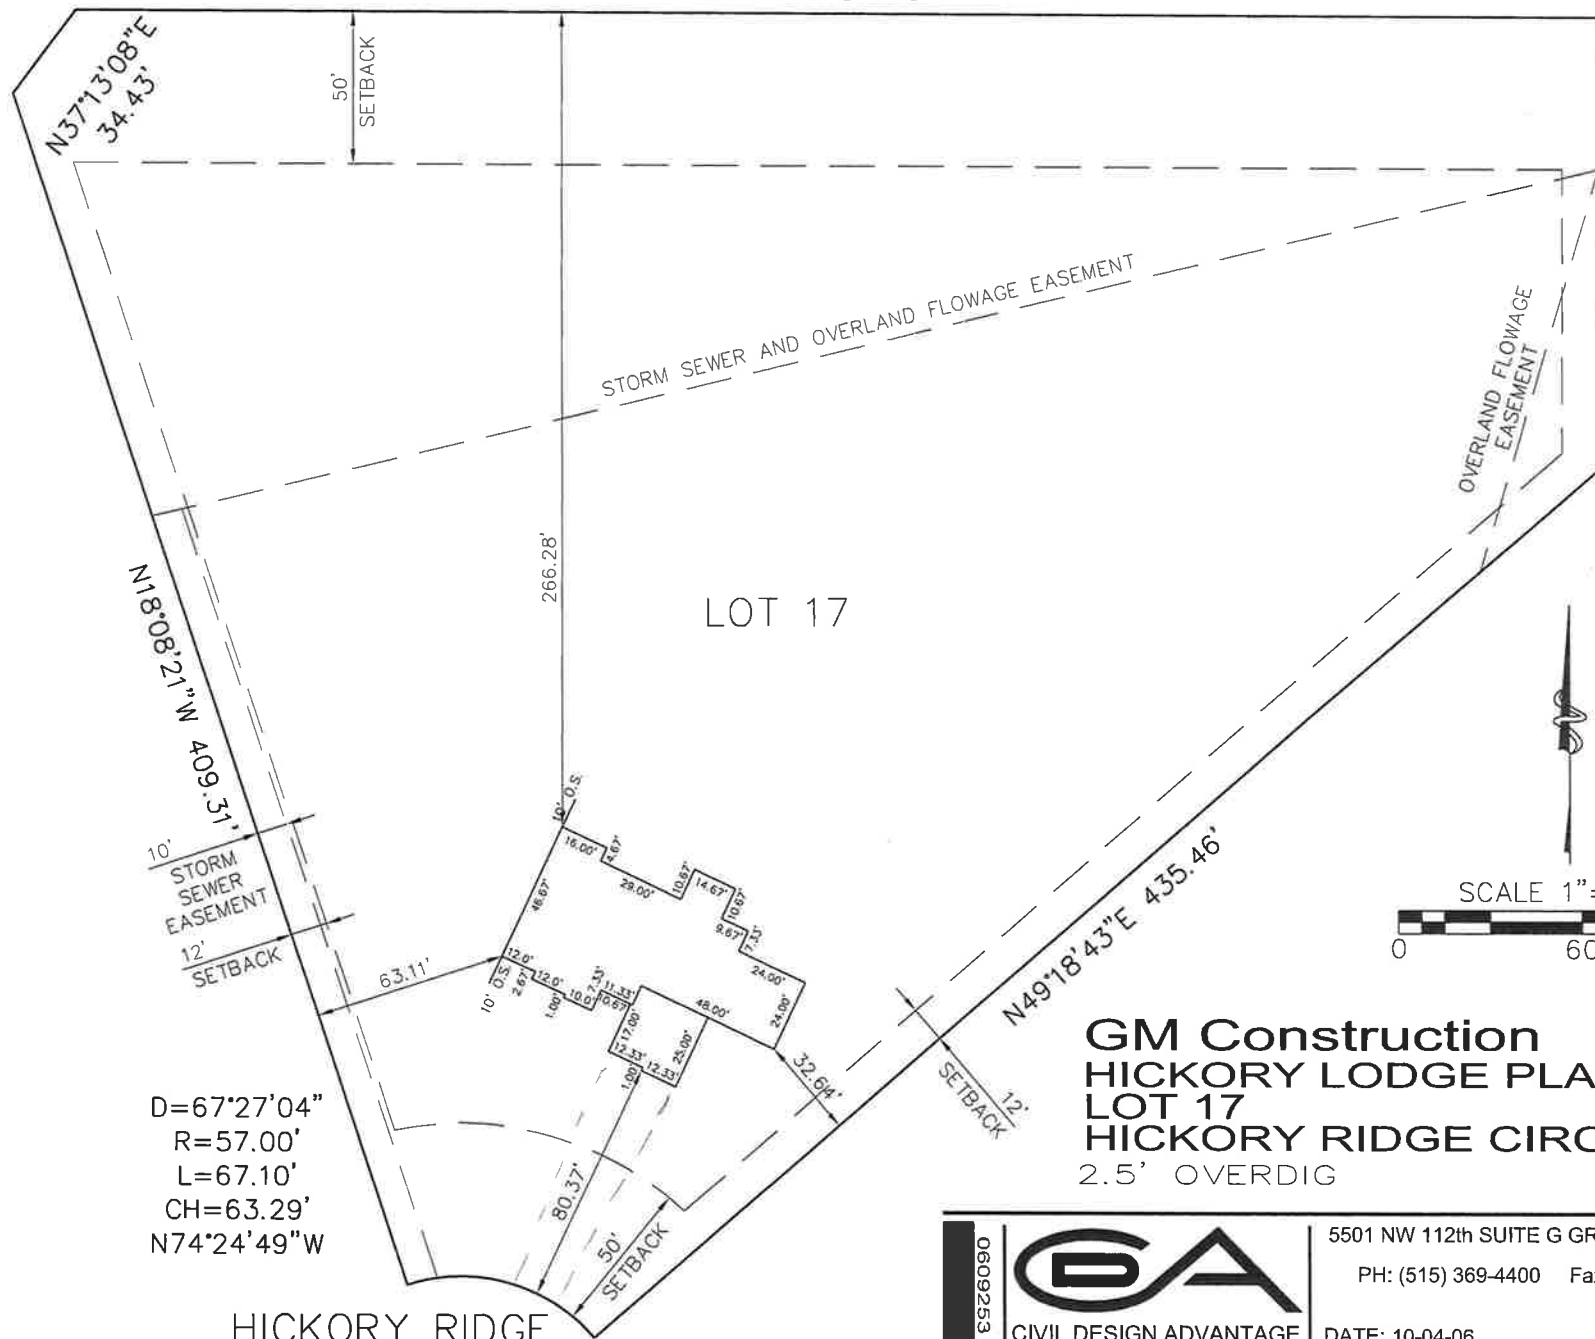 N37°13'08"E
34.43'
50'
SETBACK
266.28'
STORM SEWER AND OVERLAND FLOWAGE EASEMENT
OVERLAND FLOWAGE
EASEMENT
LOT 17
N18°08'21"W 409.31'
10'
STORM
SEWER
EASEMENT
12'
SETBACK
63.11'
10' O.S.
16.00'
4.67'
29.00'
10.67'
14.67'
10.67'
9.67'
7.33'
24.00'
24.00'
46.67'
12.0'
10' O.S.
2.67'
12.0'
1.00'
10.0'
7.33'
11.33'
10.67'
48.00'
17.00'
12.33'
1.00'
12.33'
25.00'
32.64'
80.37'
50'
SETBACK
12'
SETBACK
N49°18'43"E 435.46'
SCALE 1"=
0
60
D=67°27'04"
R=57.00'
L=67.10'
CH=63.29'
N74°24'49"W
HICKORY RIDGE
GM Construction
HICKORY LODGE PLA
LOT 17
HICKORY RIDGE CIRC
2.5' OVERDIG
0609253
CDA
CIVIL DESIGN ADVANTAGE
5501 NW 112th SUITE G GR
PH: (515) 369-4400 Fa
DATE: 10-04-06